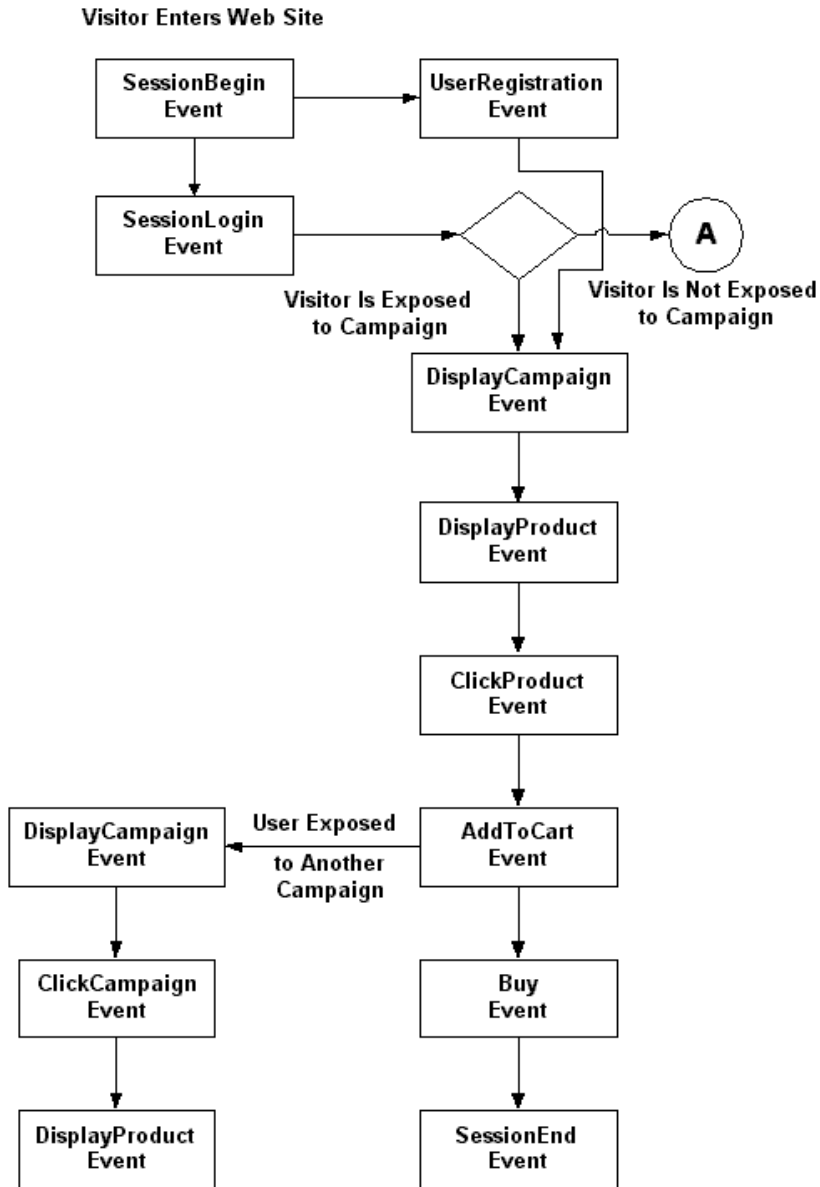 Visitor Enters Web Site
SessionBegin
Event
UserRegistration
Event
SessionLogin
Event
A
Visitor Is Exposed
to Campaign
Visitor Is Not Exposed
to Campaign
DisplayCampaign
Event
DisplayProduct
Event
ClickProduct
Event
DisplayCampaign
Event
User Exposed
to Another
Campaign
AddToCart
Event
ClickCampaign
Event
Buy
Event
DisplayProduct
Event
SessionEnd
Event